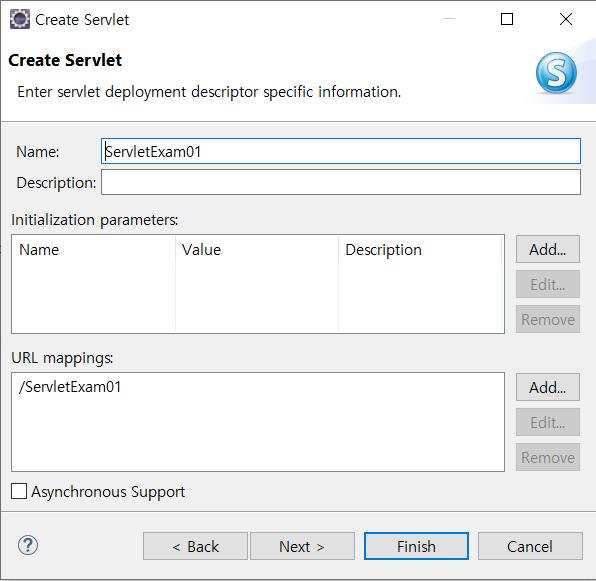 Create Servlet
Create Servlet
Enter servlet deployment descriptor specific information.
Name: ServletExam01
Description:
Initialization parameters:
Name Value Description
Add...
Edit...
Remove
URL mappings:
/ServletExam01
Add...
Edit...
Remove
Asynchronous Support
? < Back Next > Finish Cancel